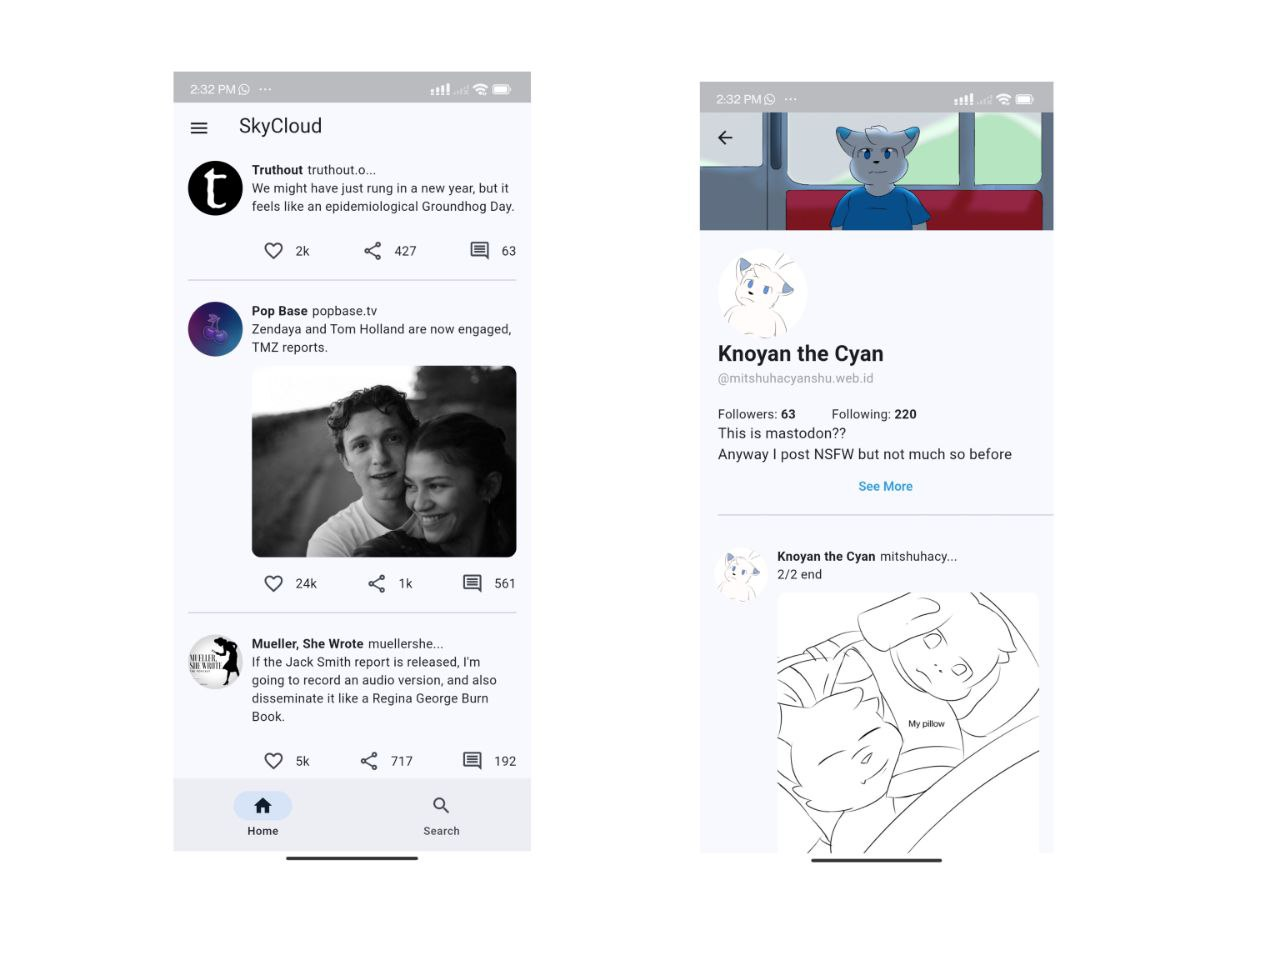 2:32 PM
SkyCloud
Truthout truthout.o...
We might have just rung in a new year, but it
feels like an epidemiological Groundhog Day.
2k 427 63
Pop Base popbase.tv
Zendaya and Tom Holland are now engaged,
TMZ reports.
24k 1k 561
MUELLER,
SHE WROTE
Mueller, She Wrote muellershe...
If the Jack Smith report is released, I'm
going to record an audio version, and also
disseminate it like a Regina George Burn
Book.
5k 717 192
Home Search
2:32 PM
Knoyan the Cyan
@mitshuhacyanshu.web.id
Followers: 63 Following: 220
This is mastodon??
Anyway I post NSFW but not much so before
See More
Knoyan the Cyan mitshuhacy...
2/2 end
My pillow